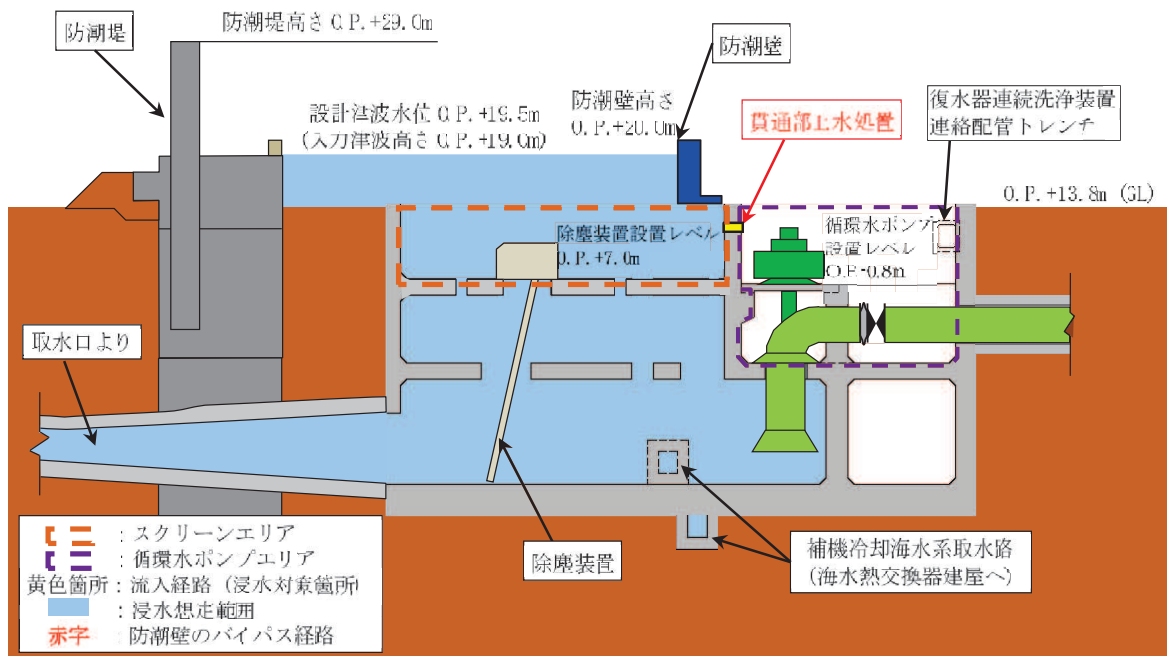 防潮堤
防潮堤高さ O.P.+29.0m
防潮壁
設計津波水位 O.P.+19.5m
(入力津波高さ O.P.+19.0m)
防潮壁高さ
O.P.+20.0m
貫通部止水処置
復水器連続洗浄装置
連絡配管トレンチ
O.P.+13.8m (GL)
除塵装置設置レベル
O.P.+7.0m
循環水ポンプ
設置レベル
O.P.-0.8m
取水口より
：スクリーンエリア
：循環水ポンプエリア
黄色箇所：流入経路 (浸水対象箇所)
：浸水想定範囲
赤字：防潮壁のバイパス経路
除塵装置
補機冷却海水系取水路
(海水熱交換器建屋へ)